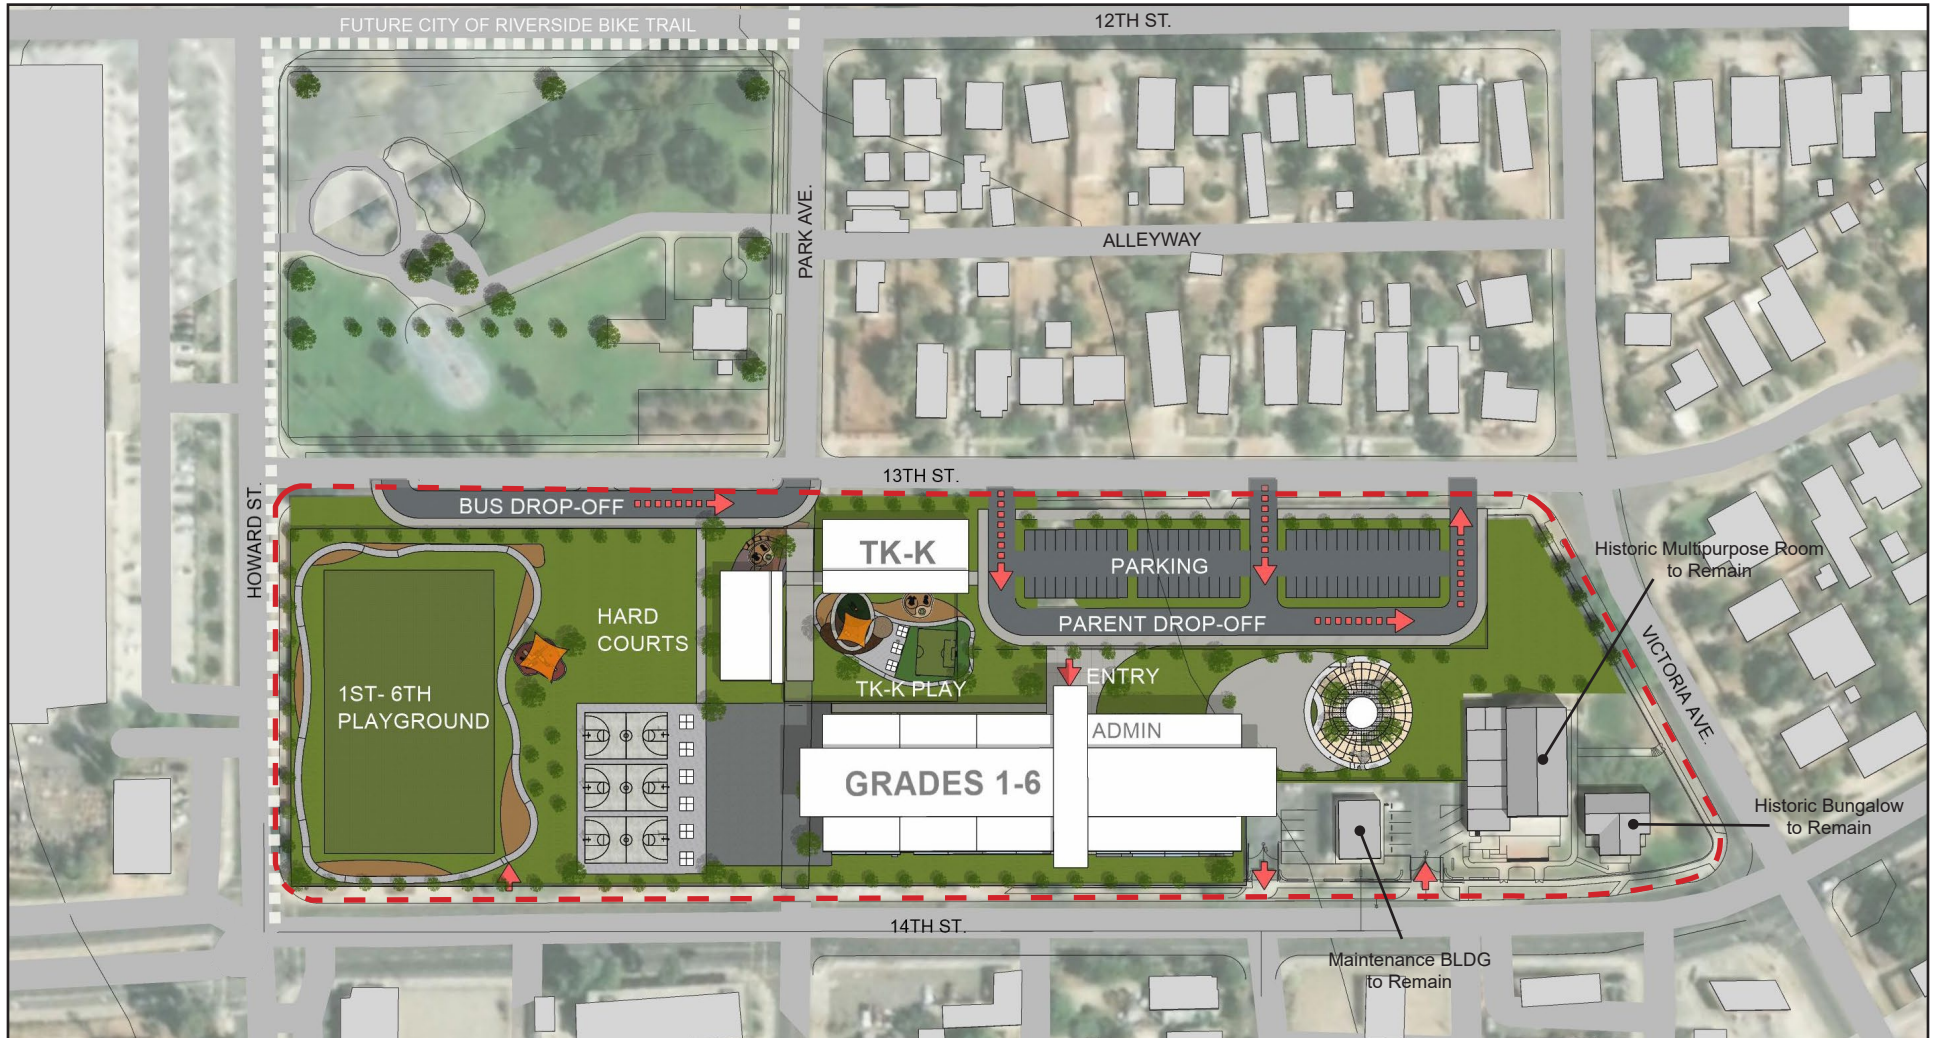 FUTURE CITY OF RIVERSIDE BIKE TRAIL
12TH ST.
PARK AVE.
ALLEYWAY
13TH ST.
HOWARD ST.
BUS DROP-OFF
TK-K
PARKING
Historic Multipurpose Room
to Remain
HARD
COURTS
PARENT DROP-OFF
VICTORIA AVE.
1ST- 6TH
PLAYGROUND
TK-K PLAY
ENTRY
ADMIN
GRADES 1-6
Historic Bungalow
to Remain
14TH ST.
Maintenance BLDG
to Remain